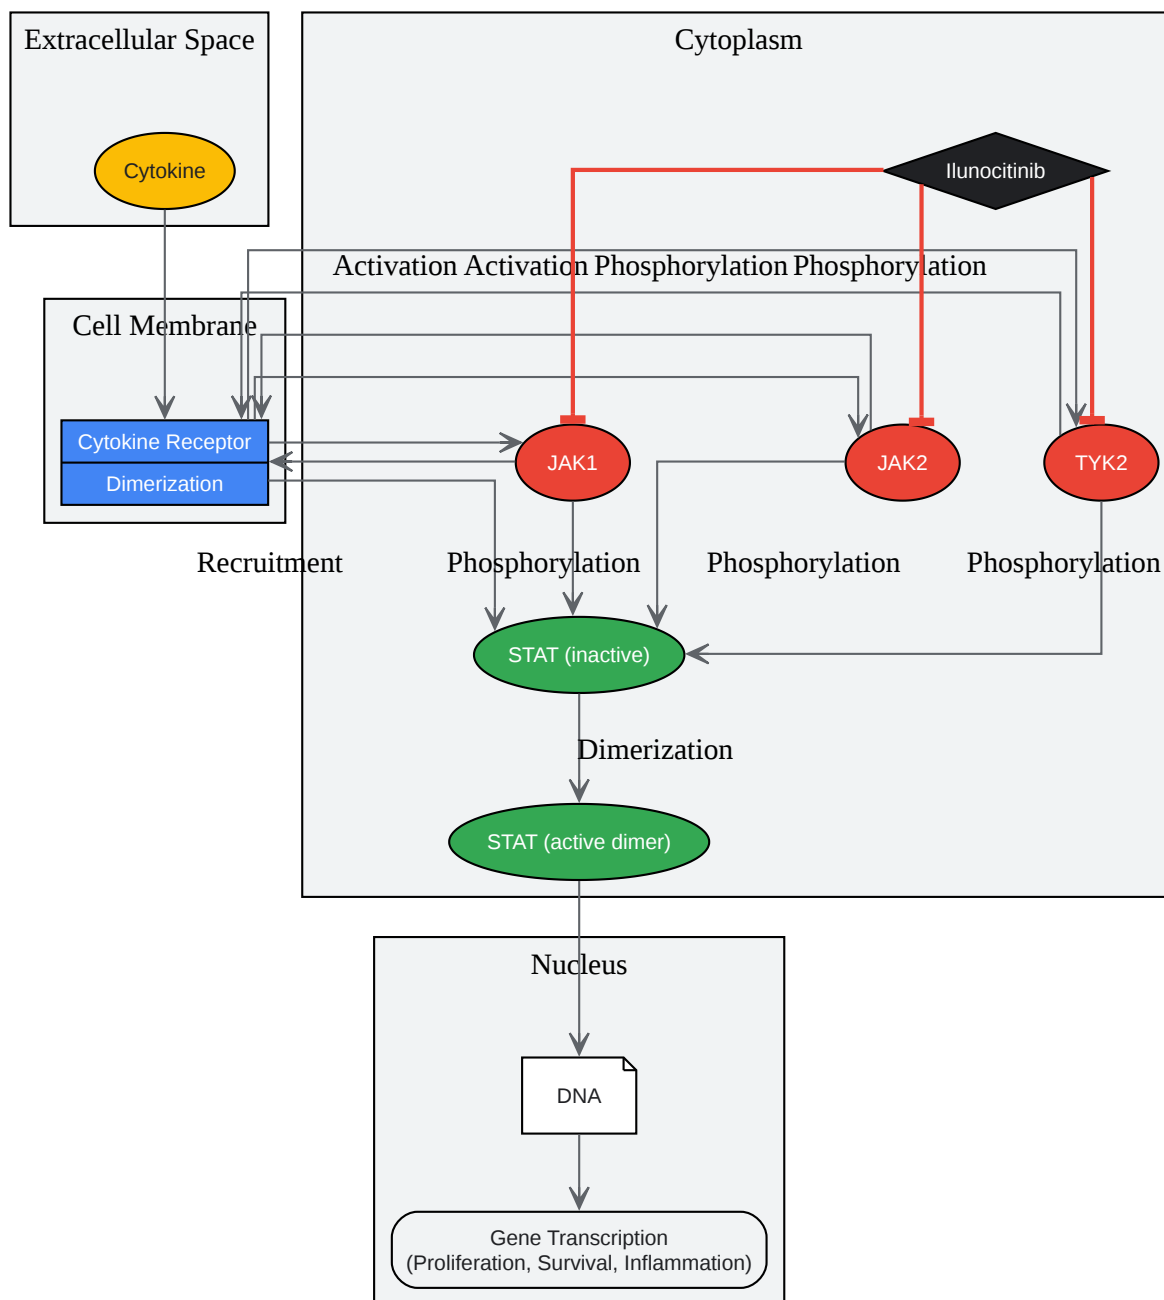 Extracellular Space
Cytoplasm
Cytokine
Ilunocitinib
Activation Activation Phosphorylation Phosphorylation
Cell Membrane
Cytokine Receptor
Dimerization
JAK1
JAK2
TYK2
Recruitment
Phosphorylation
Phosphorylation
Phosphorylation
STAT (inactive)
Dimerization
STAT (active dimer)
Nucleus
DNA
Gene Transcription
(Proliferation, Survival, Inflammation)